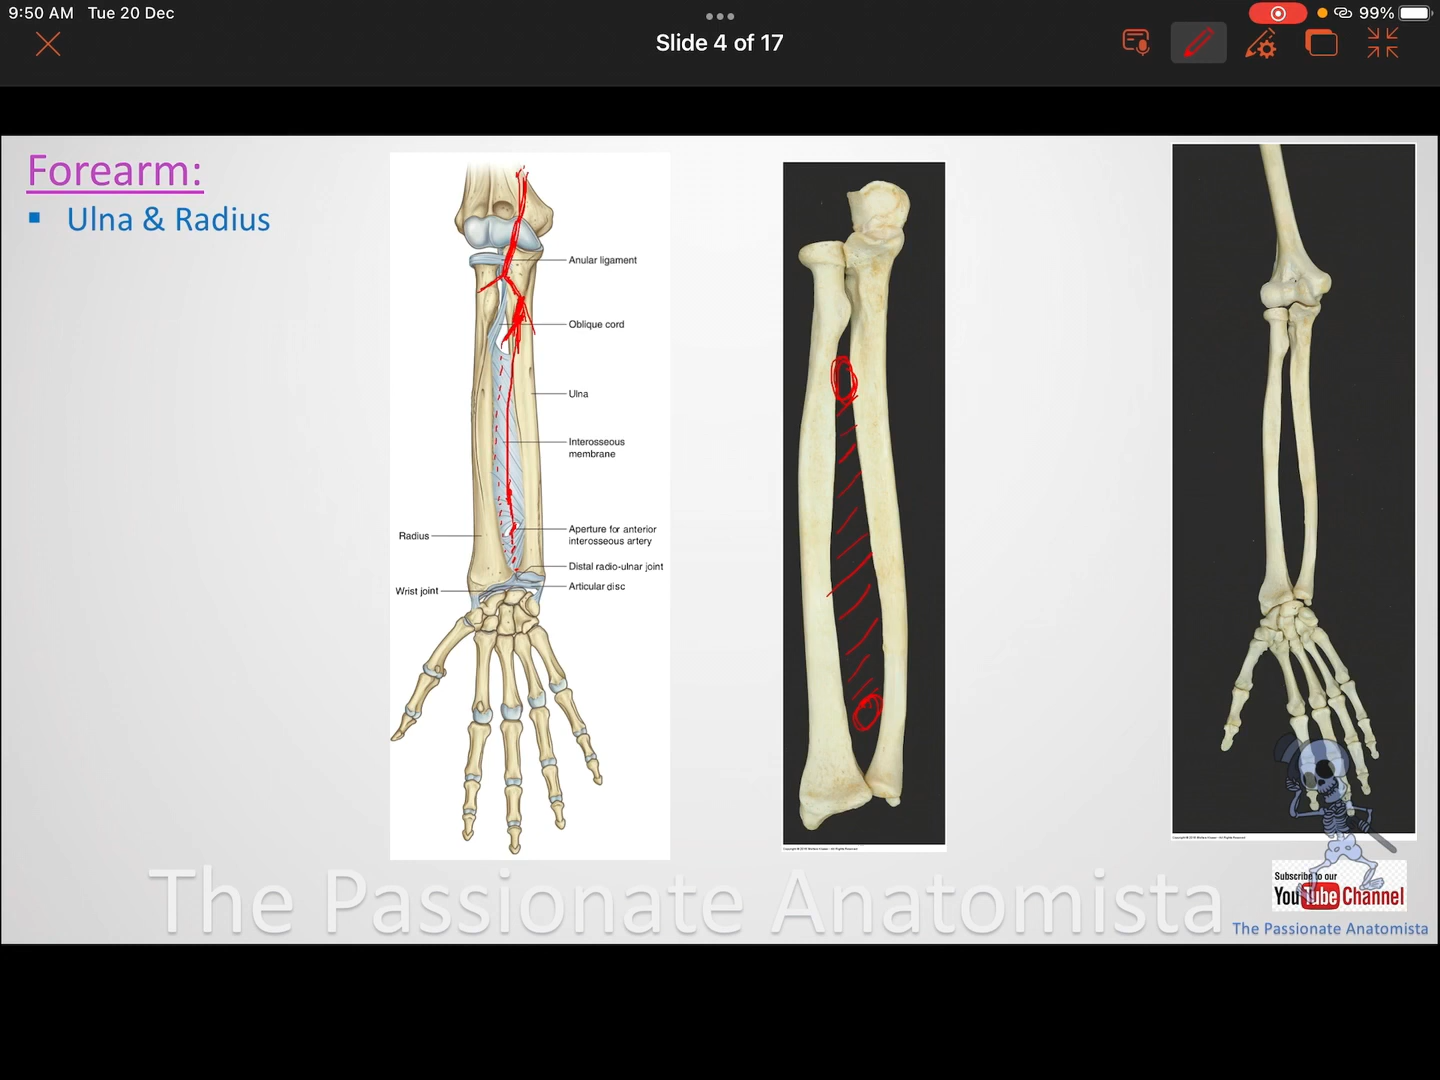 9:50 AM Tue 20 Dec
99%
Slide 4 of 17
Forearm:
Ulna & Radius
Anular ligament
Oblique cord
Ulna
Interosseous
membrane
Radius
Aperture for anterior
interosseous artery
Distal radio-ulnar joint
Wrist joint
Articular disc
The Passionate Anatomista
Subscribe to our
YouTube Channel
The Passionate Anatomista